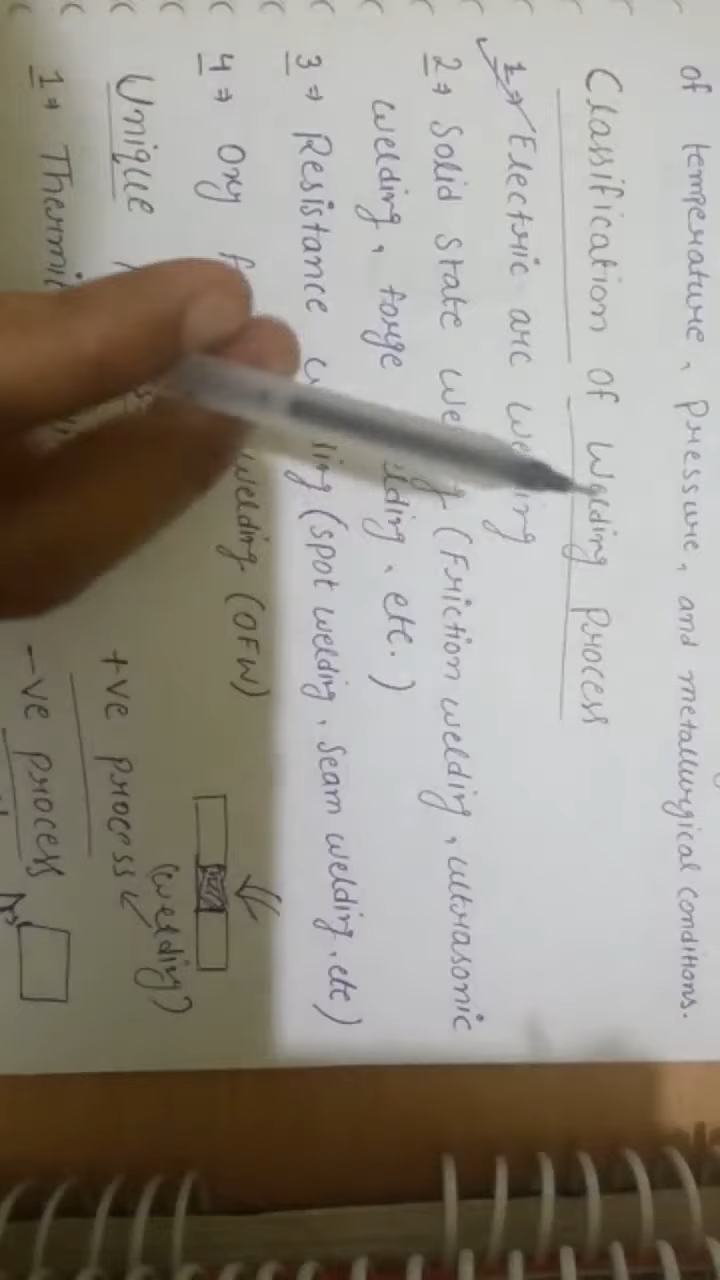 of temperature, pressure, and metallurgical conditions.
Classification of Welding process
1⇒ Electric arc
2⇒ Solid state (Friction welding, ultrasonic
welding, forge etc.)
3⇒ Resistance (spot welding, Seam welding, etc)
4⇒ Oxy welding (OFW)
Unique
+ve process
(welding)
1⇒
-ve process